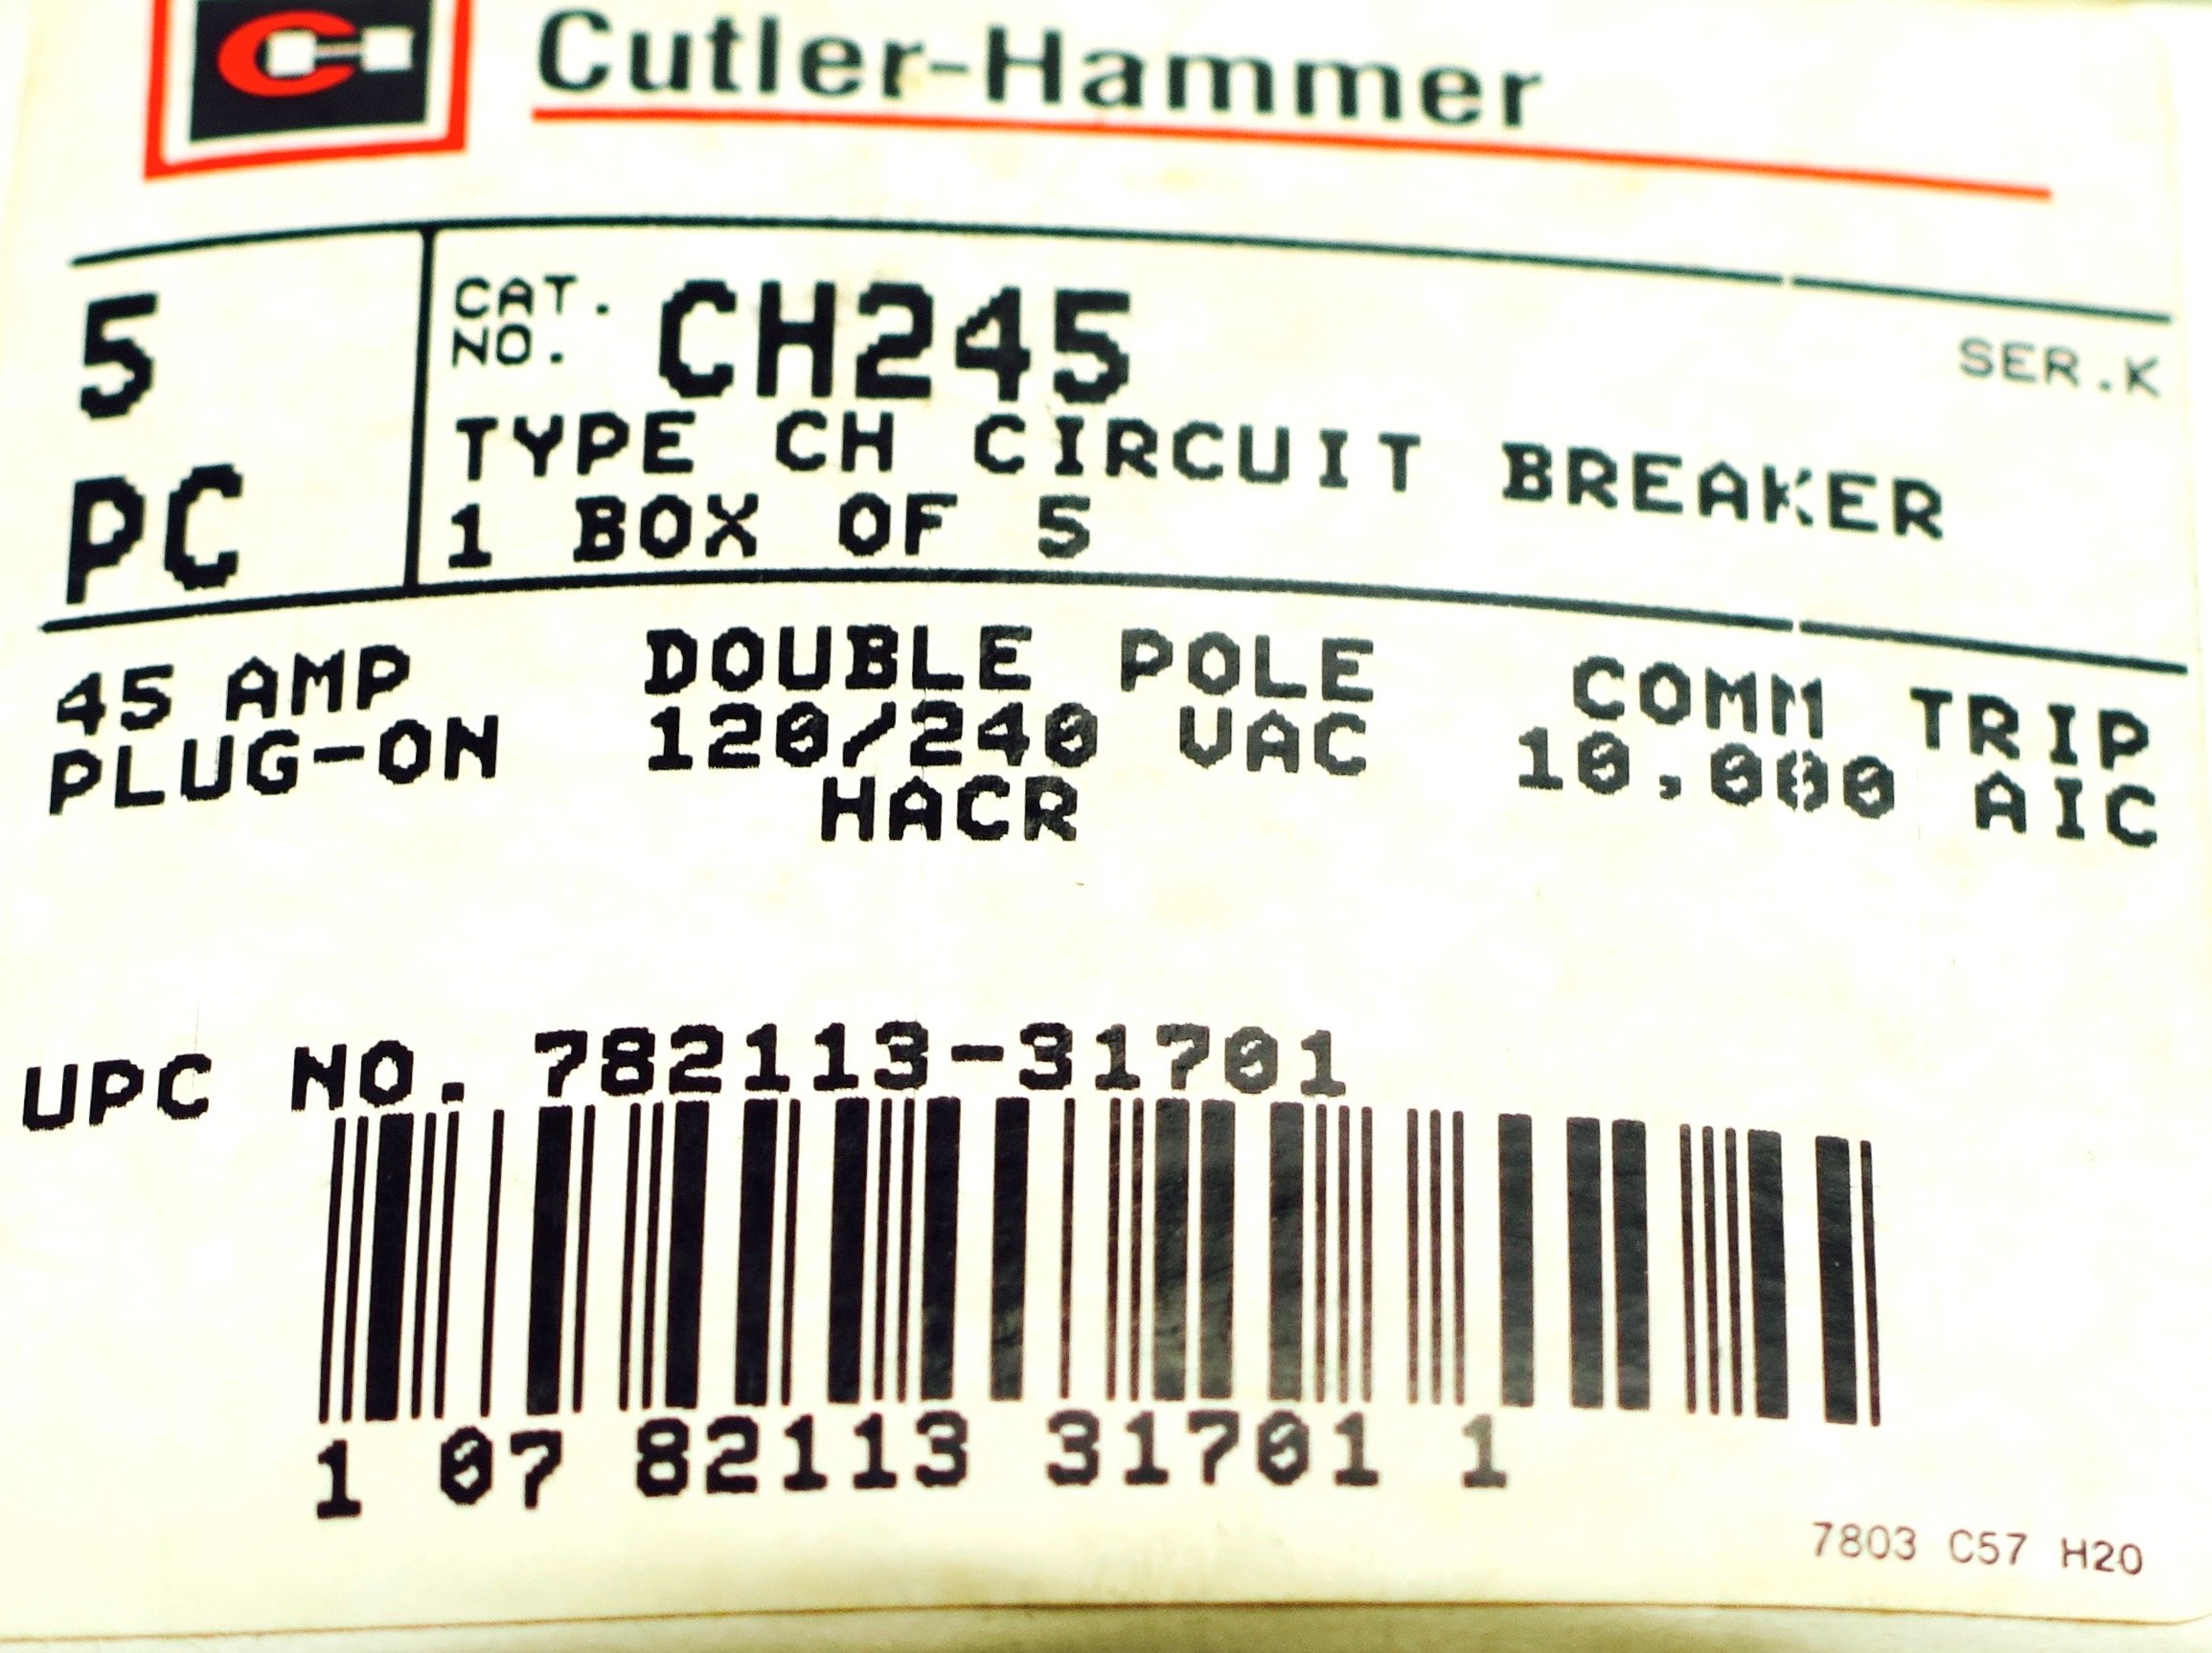 Cutler-Hammer
5
PC
CAT.
NO.
CH245
SER.K
TYPE CH CIRCUIT BREAKER
1 BOX OF 5
45 AMP DOUBLE POLE COMM TRIP
PLUG-ON 120/240 VAC 10,000 AIC
HACR
UPC NO. 782113-31701
1 07 82113 31701 1
7803 C57 H20